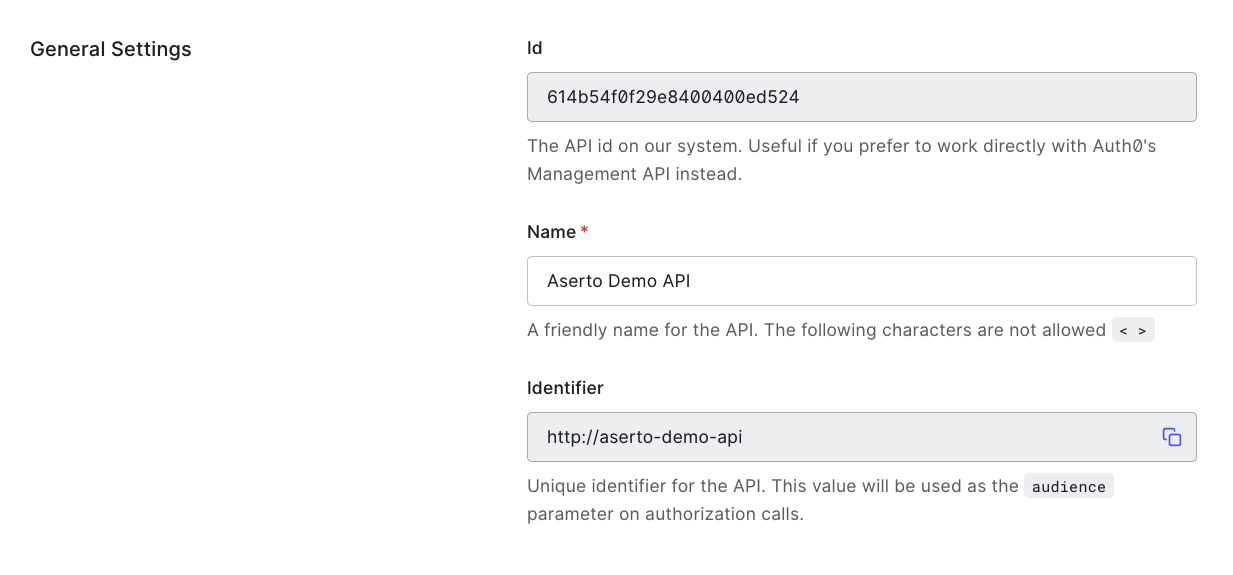 General Settings
Id
614b54f0f29e8400400ed524
The API id on our system. Useful if you prefer to work directly with Auth0's
Management API instead.
Name *
Aserto Demo API
A friendly name for the API. The following characters are not allowed < >
Identifier
http://aserto-demo-api
Unique identifier for the API. This value will be used as the audience
parameter on authorization calls.